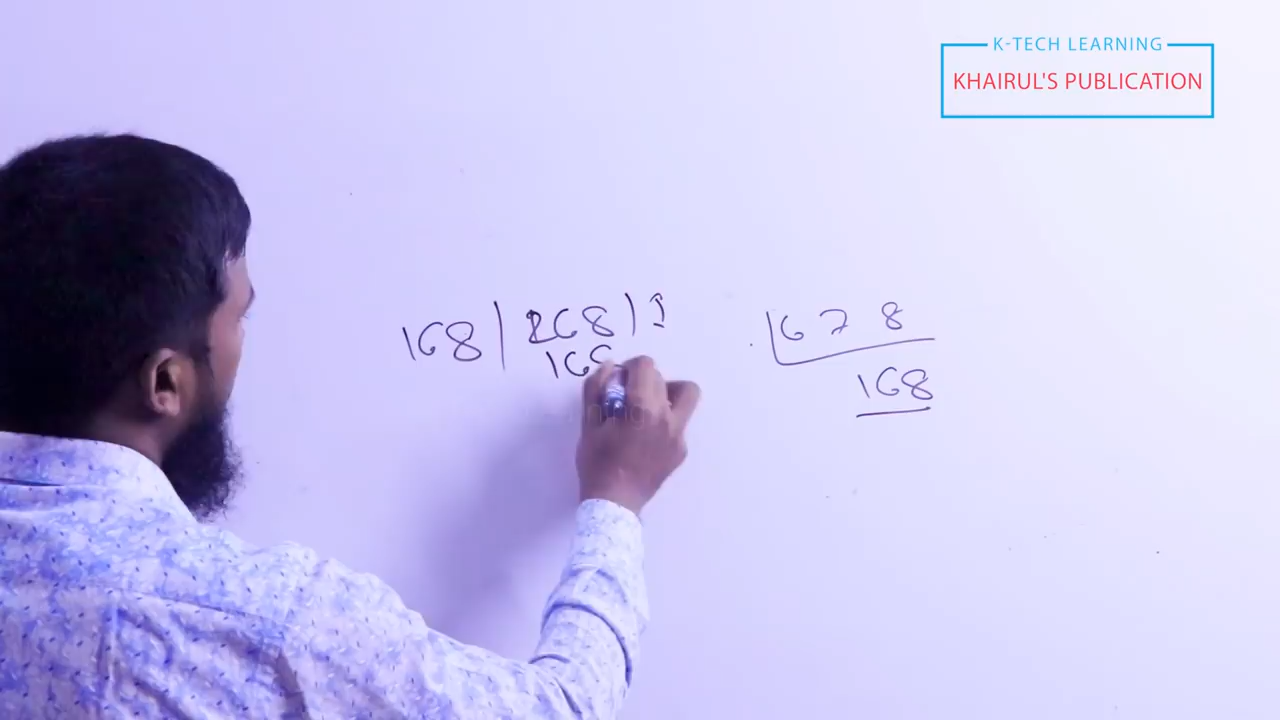 K-TECH LEARNING
KHAIRUL'S PUBLICATION
168 | 268 | 1
168
6 7 8
168